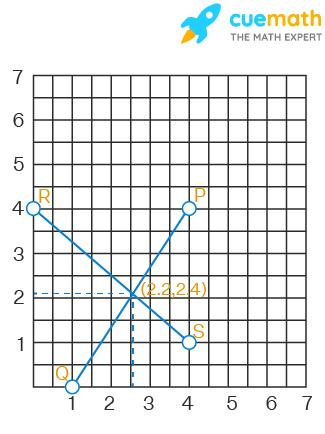 cuemath
THE MATH EXPERT
7
6
5
4
3
2
1
R
P
(2.2,2.4)
S
Q
1 2 3 4 5 6 7